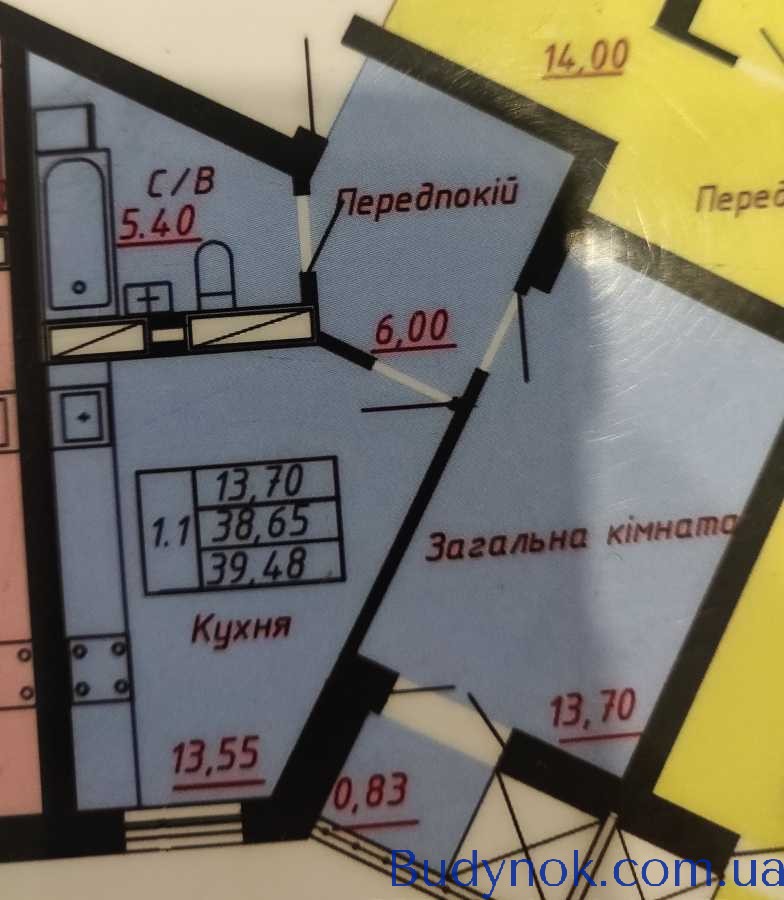 14,00
С/В
5.40
Передпокій
Перед
6,00
1.1
13,70
38,65
39,48
Загальна кімната
Кухня
13,55
13,70
0,83
Budynok.com.ua